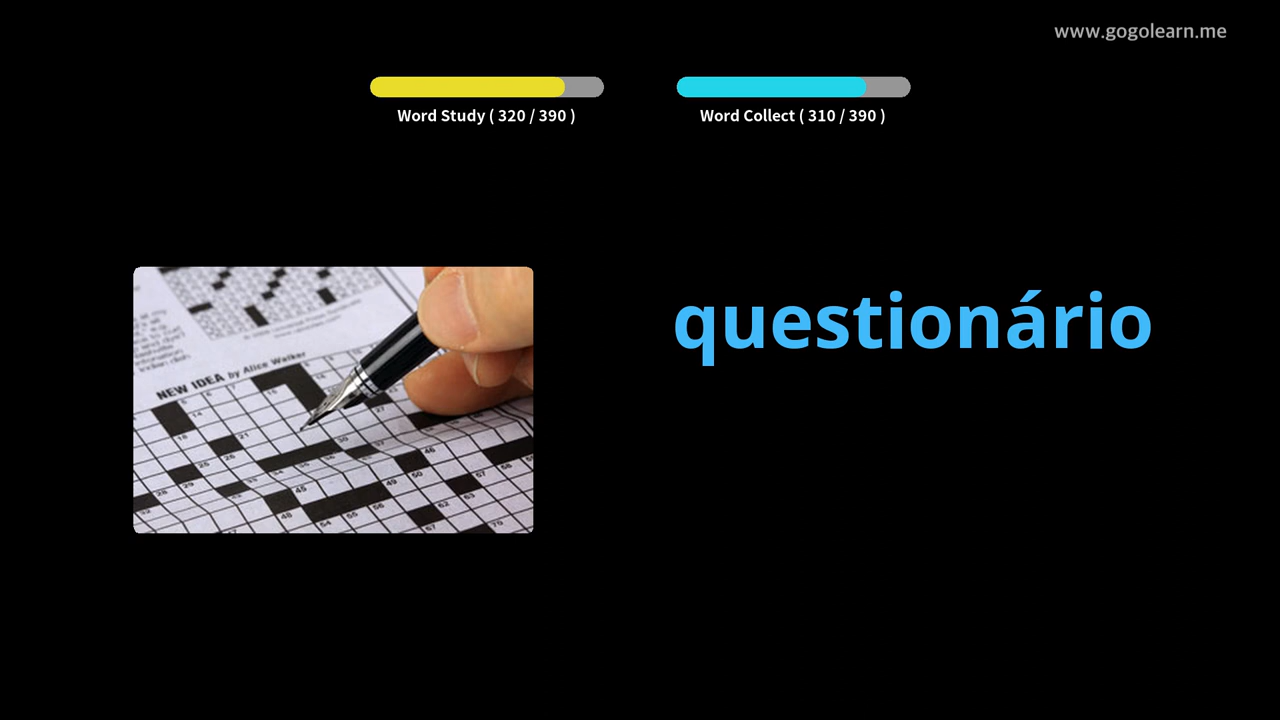 www.gogolearn.me
Word Study ( 320 / 390 )
Word Collect ( 310 / 390 )
questionário
NEW IDEA by Alice Walker